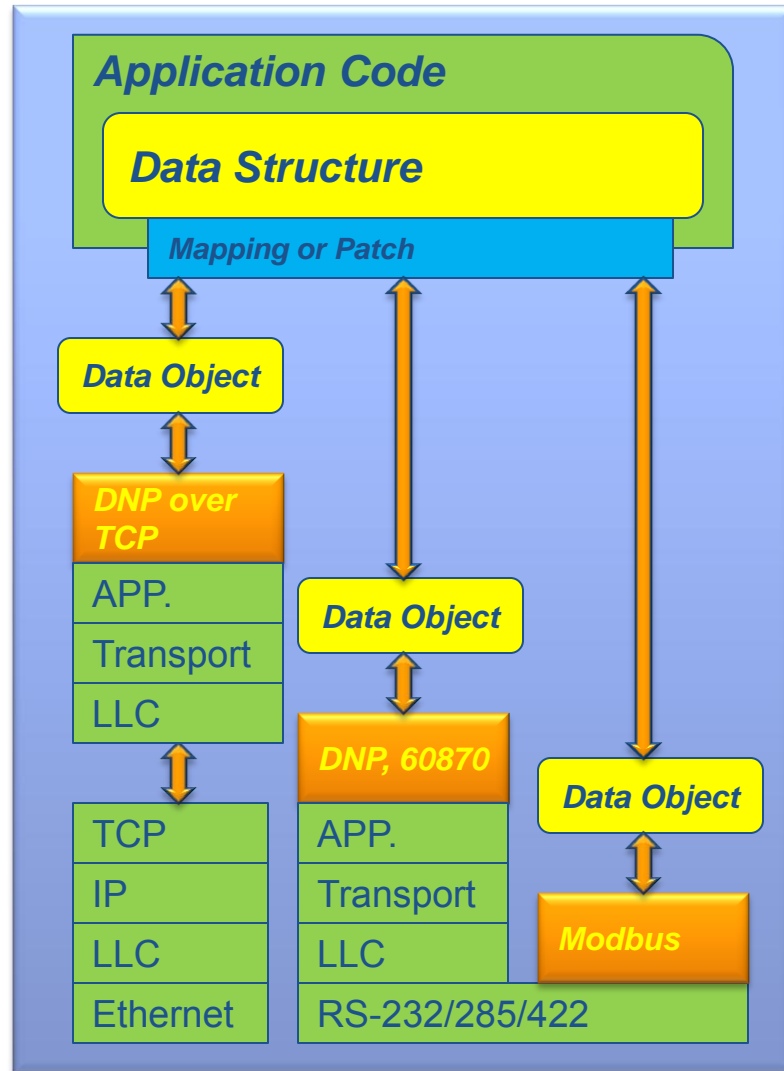 Application Code
Data Structure
Mapping or Patch
Data Object
DNP over
TCP
APP.
Transport
LLC
TCP
IP
LLC
Ethernet
Data Object
DNP, 60870
APP.
Transport
LLC
Data Object
Modbus
RS-232/285/422